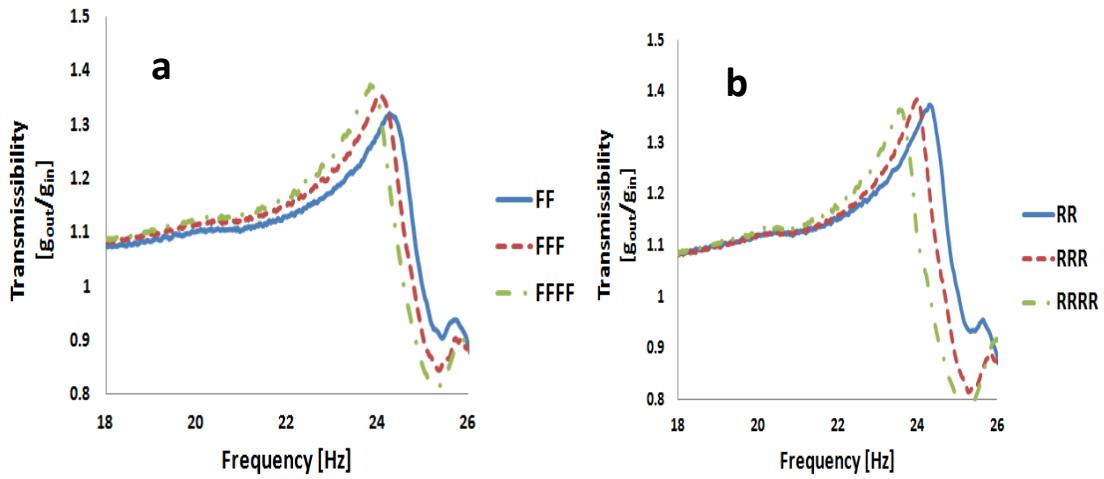 a
1.5
1.4
1.3
1.2
1.1
1
0.9
0.8
Transmissibility
[gout/gin]
18 20 22 24 26
Frequency [Hz]
FF
FFF
FFFF
b
1.5
1.4
1.3
1.2
1.1
1
0.9
0.8
Transmissibility
[gout/gin]
18 20 22 24 26
Frequency [Hz]
RR
RRR
RRRR